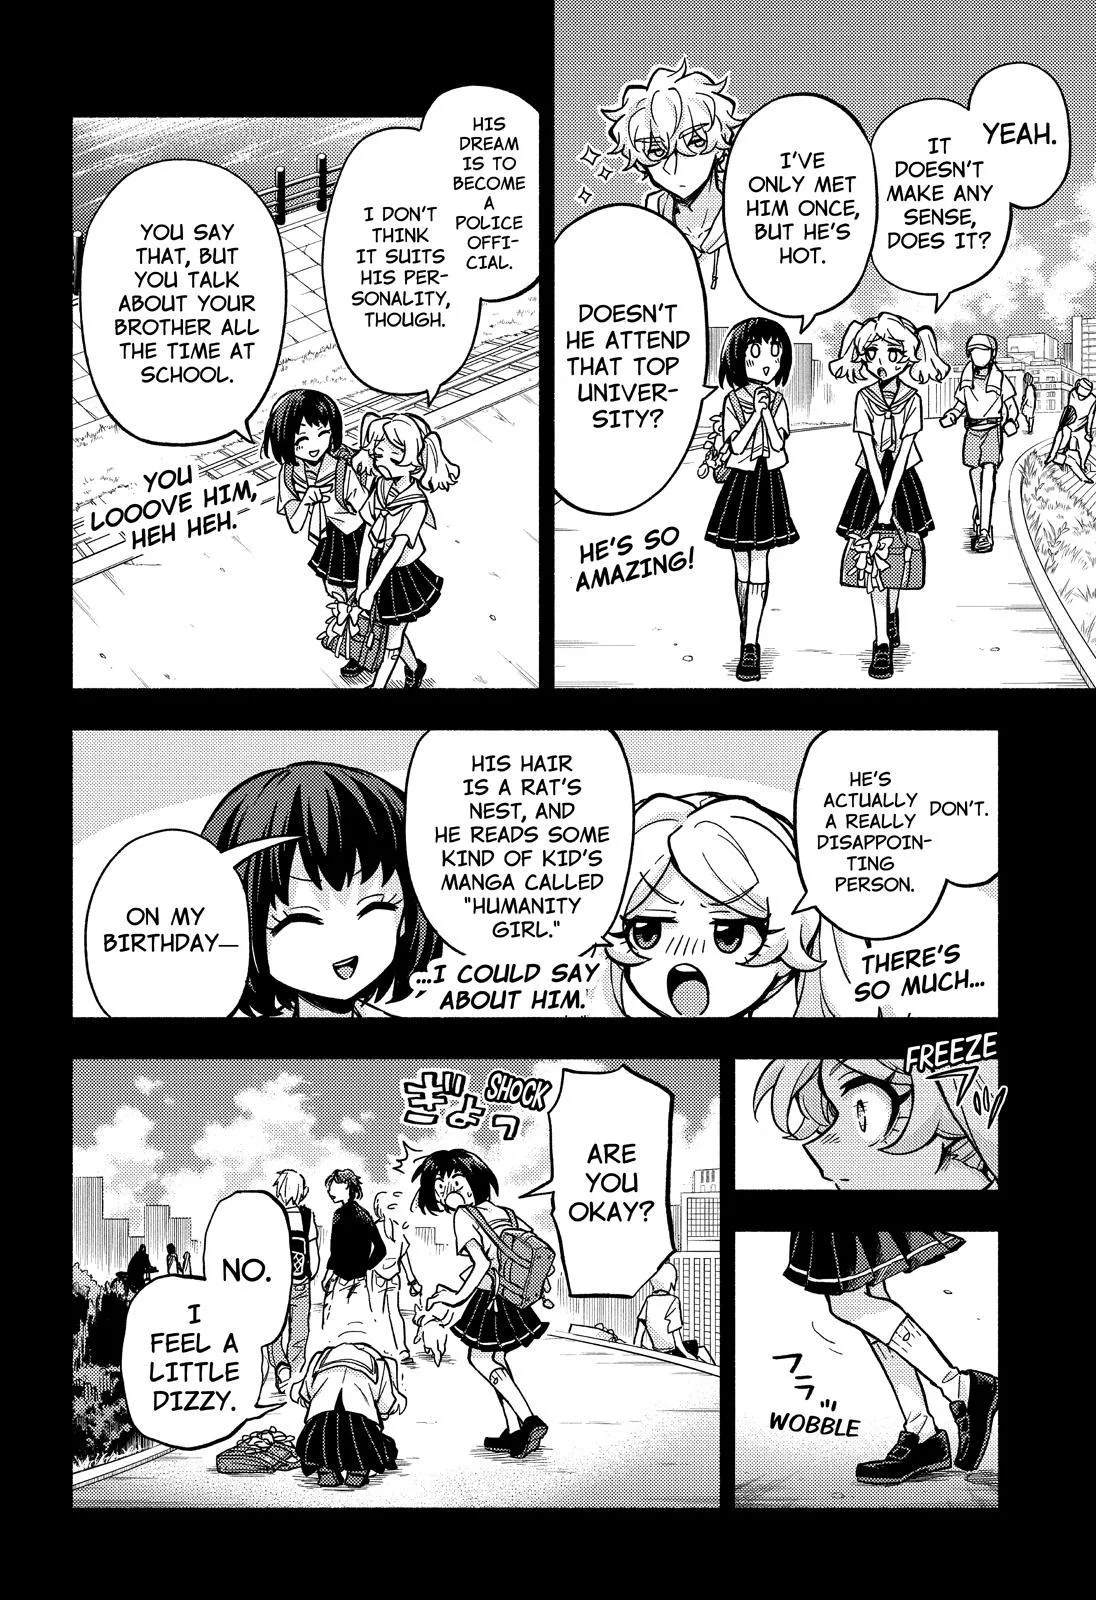 YEAH.
IT
DOESN'T
MAKE ANY
SENSE,
DOES IT?
I'VE
ONLY MET
HIM ONCE,
BUT HE'S
HOT.
DOESN'T
HE ATTEND
THAT TOP
UNIVER-
SITY?
HE'S SO
AMAZING!
HIS
DREAM
IS TO
BECOME
A
POLICE
OFFI-
CIAL.
I DON'T
THINK
IT SUITS
HIS PER-
SONALITY,
THOUGH.
YOU SAY
THAT, BUT
YOU TALK
ABOUT YOUR
BROTHER ALL
THE TIME AT
SCHOOL.
YOU
LOOOVE HIM,
HEH HEH.
DON'T.
HE'S
ACTUALLY
A REALLY
DISAPPOIN-
TING
PERSON.
THERE'S
SO MUCH...
HIS HAIR
IS A RAT'S
NEST, AND
HE READS SOME
KIND OF KID'S
MANGA CALLED
"HUMANITY
GIRL."
...I COULD SAY
ABOUT HIM.
ON MY
BIRTHDAY—
FREEZE
フラ
WOBBLE
ARE
YOU
OKAY?
SHOCK
ぎょっ
NO.
I
FEEL A
LITTLE
DIZZY.